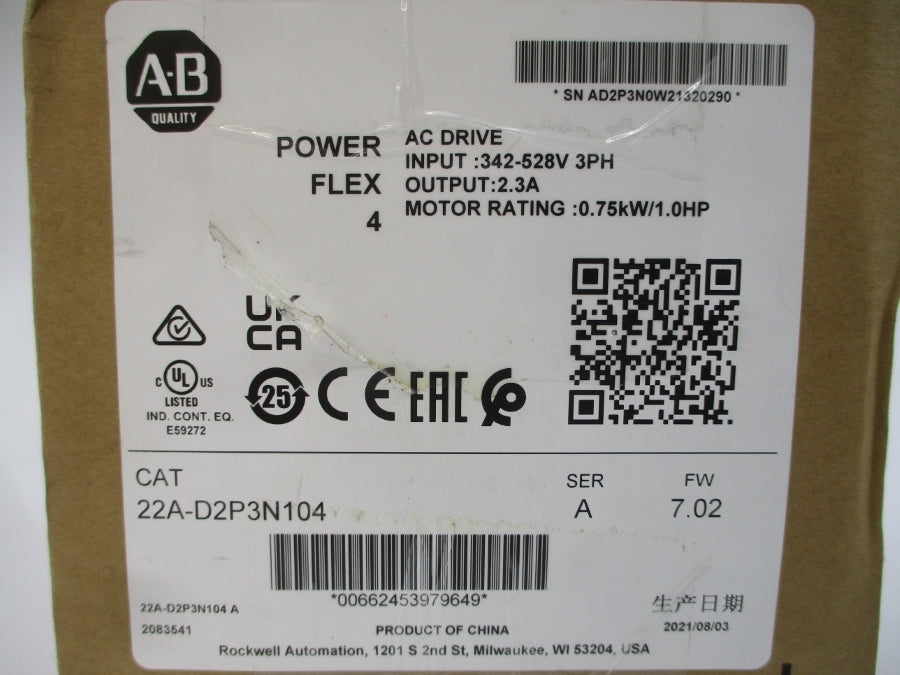 A-B
QUALITY
* SN AD2P3N0W21320290 *
POWER
FLEX
4
AC DRIVE
INPUT :342-528V 3PH
OUTPUT:2.3A
MOTOR RATING :0.75kW/1.0HP
UK
CA
C UL US
LISTED
IND. CONT. EQ.
E59272
25
CE
EAC
CAT
22A-D2P3N104
SER
A
FW
7.02
*00662453979649*
22A-D2P3N104 A
2083541
PRODUCT OF CHINA
生产日期
2021/08/03
Rockwell Automation, 1201 S 2nd St, Milwaukee, WI 53204, USA